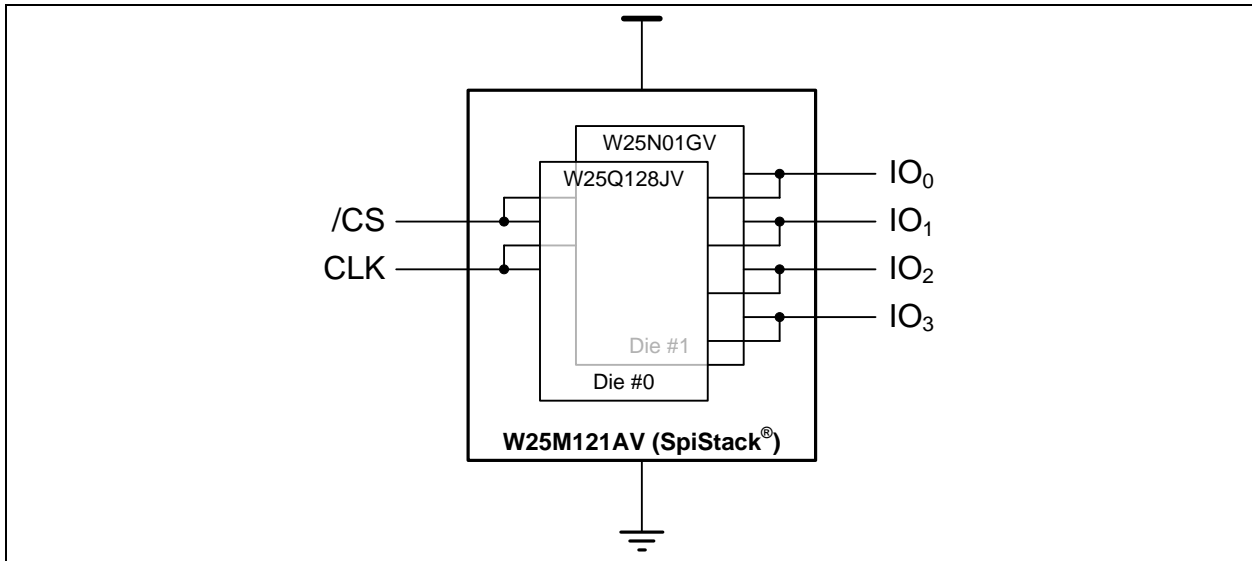 W25N01GV
W25Q128JV
/CS
CLK
IO₀
IO₁
IO₂
IO₃
Die #1
Die #0
W25M121AV (SpiStack®)